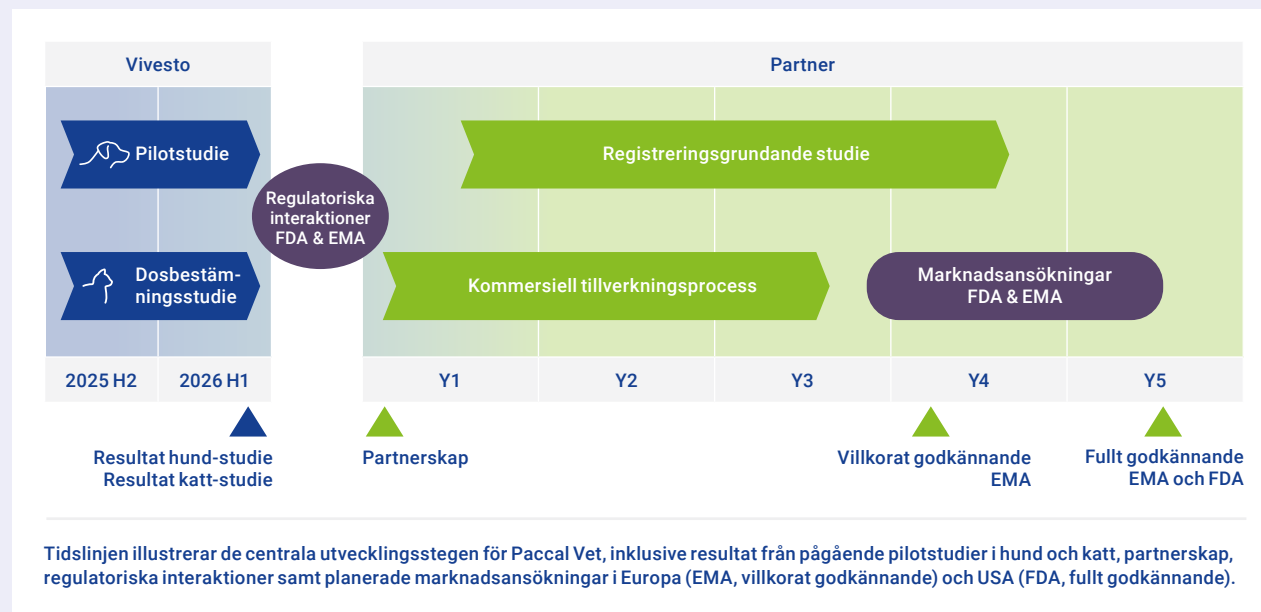 Vivesto
Partner
Pilotstudie
Registreringsgrundande studie
Regulatoriska
interaktioner
FDA & EMA
Dosbestäm-
ningsstudie
Kommersiell tillverkningsprocess
Marknadsansökningar
FDA & EMA
2025 H2
2026 H1
Y1
Y2
Y3
Y4
Y5
Resultat hund-studie
Resultat katt-studie
Partnerskap
Villkorat godkännande
EMA
Fullt godkännande
EMA och FDA
Tidslinjen illustrerar de centrala utvecklingsstegen för Paccal Vet, inklusive resultat från pågående pilotstudier i hund och katt, partnerskap,
regulatoriska interaktioner samt planerade marknadsansökningar i Europa (EMA, villkorat godkännande) och USA (FDA, fullt godkännande).